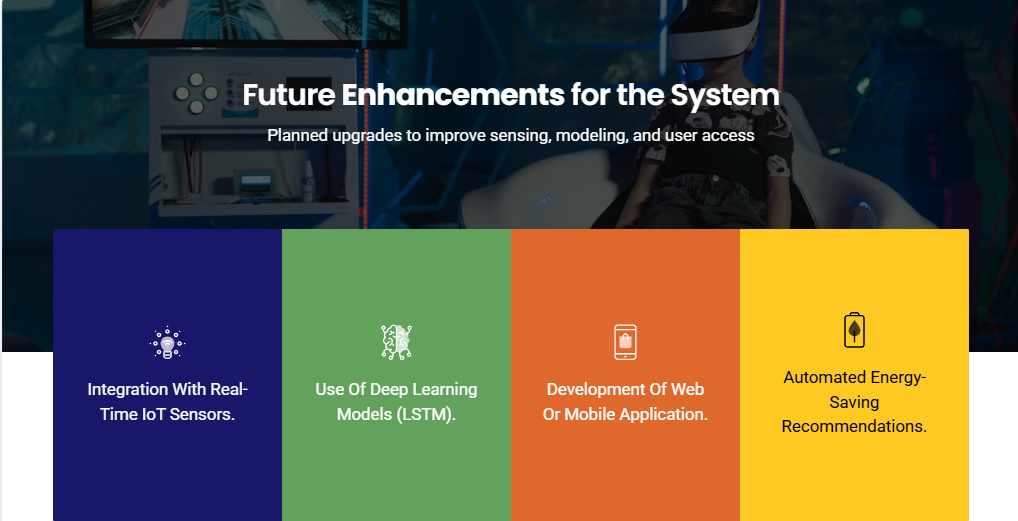 Future Enhancements for the System
Planned upgrades to improve sensing, modeling, and user access
Integration With Real-
Time IoT Sensors.
Use Of Deep Learning
Models (LSTM).
Development Of Web
Or Mobile Application.
Automated Energy-
Saving
Recommendations.